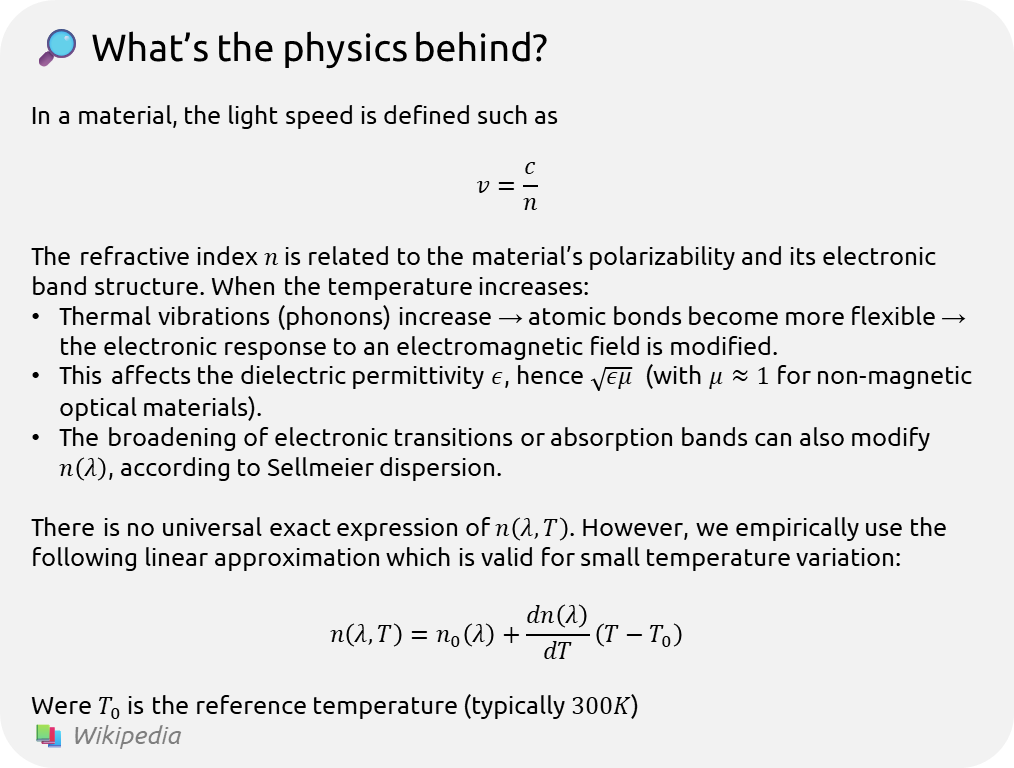 What’s the physics behind?
In a material, the light speed is defined such as
v = c/n
The refractive index n is related to the material’s polarizability and its electronic
band structure. When the temperature increases:
• Thermal vibrations (phonons) increase → atomic bonds become more flexible →
the electronic response to an electromagnetic field is modified.
• This affects the dielectric permittivity ϵ, hence √ϵμ (with μ ≈ 1 for non-magnetic
optical materials).
• The broadening of electronic transitions or absorption bands can also modify
n(λ), according to Sellmeier dispersion.
There is no universal exact expression of n(λ, T). However, we empirically use the
following linear approximation which is valid for small temperature variation:
n(λ, T) = n₀(λ) + dn(λ)/dT (T − T₀)
Were T₀ is the reference temperature (typically 300K)
Wikipedia